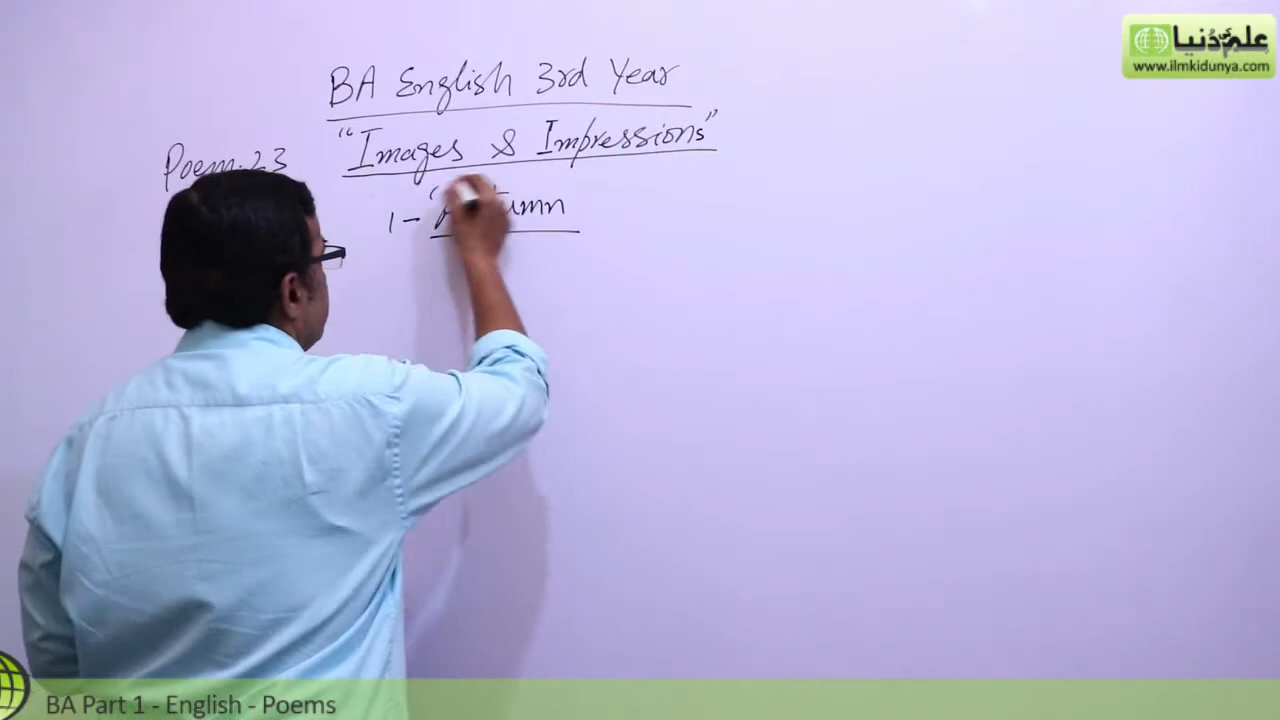 علم کی دُنیا
www.ilmkidunya.com
BA English 3rd Year
"Images & Impressions"
Poem-23
1-
BA Part 1 - English - Poems